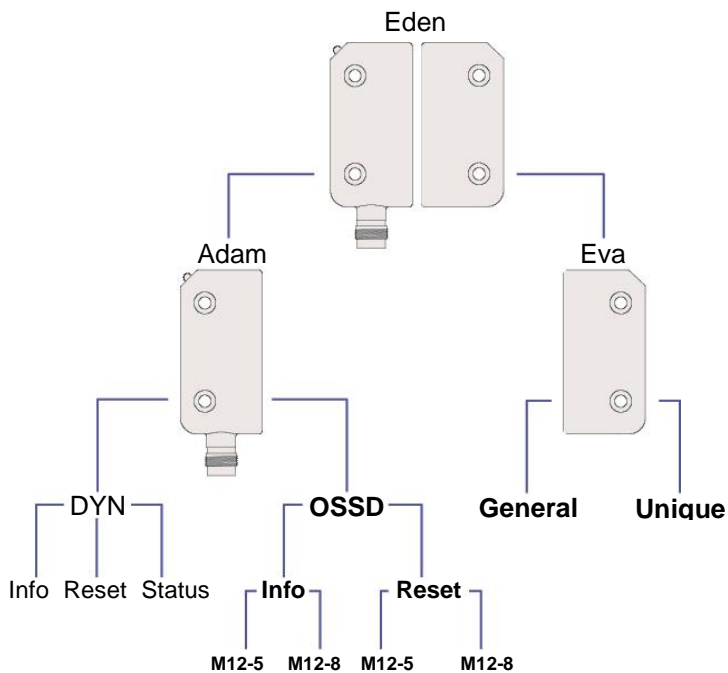 Eden
Adam Eva
DYN OSSD General Unique
Info Reset Status Info Reset
M12-5 M12-8 M12-5 M12-8